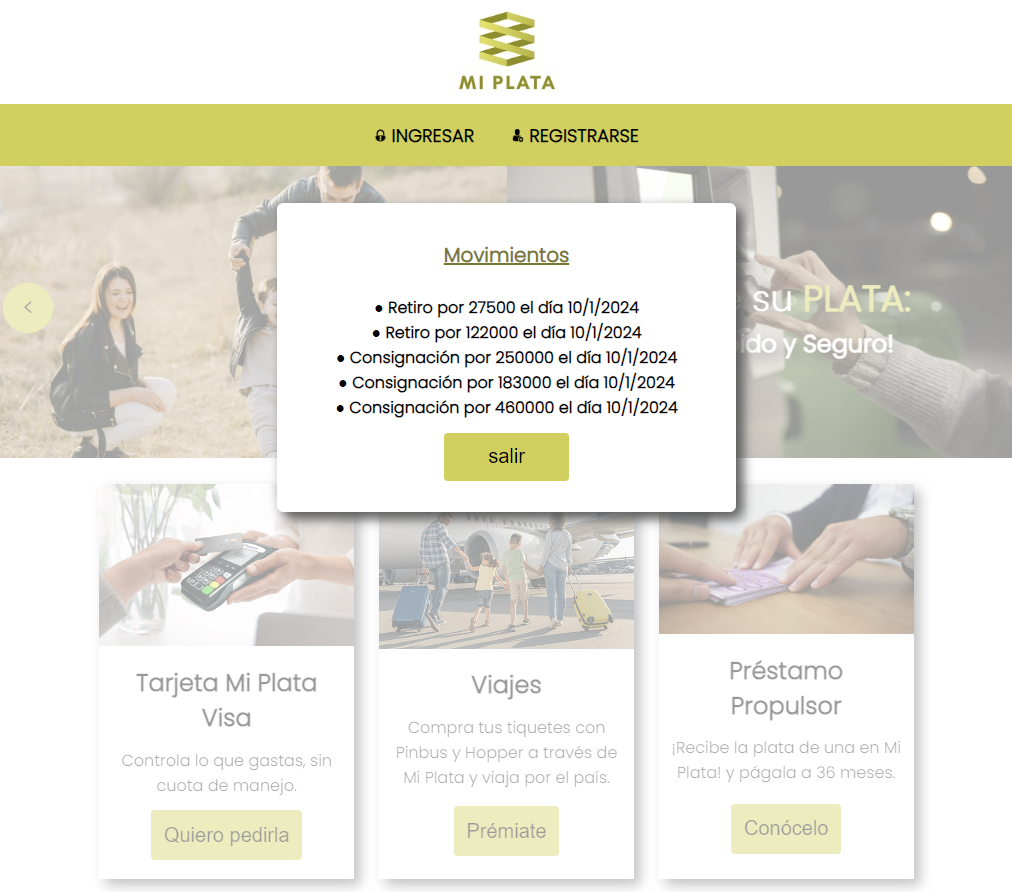 MI PLATA
INGRESAR REGISTRARSE
Movimientos
● Retiro por 27500 el día 10/1/2024
● Retiro por 122000 el día 10/1/2024
● Consignación por 250000 el día 10/1/2024
● Consignación por 183000 el día 10/1/2024
● Consignación por 460000 el día 10/1/2024
salir
su PLATA:
y Seguro!
Tarjeta Mi Plata
Visa
Controla lo que gastas, sin
cuota de manejo.
Quiero pedirla
Viajes
Compra tus tiquetes con
Pinbus y Hopper a través de
Mi Plata y viaja por el país.
Prémiate
Préstamo
Propulsor
¡Recibe la plata de una en Mi
Plata! y págala a 36 meses.
Conócelo